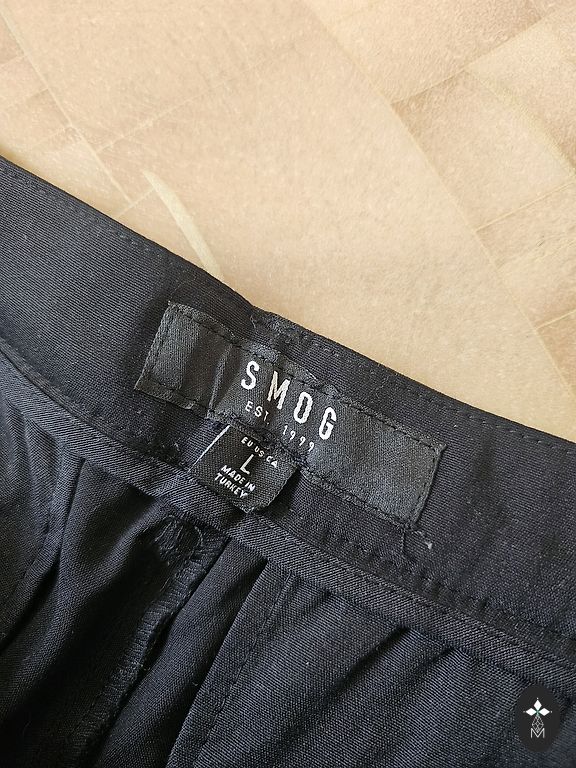 SMOG
EST. 1999
EU US CA
L
MADE IN
TURKEY
M